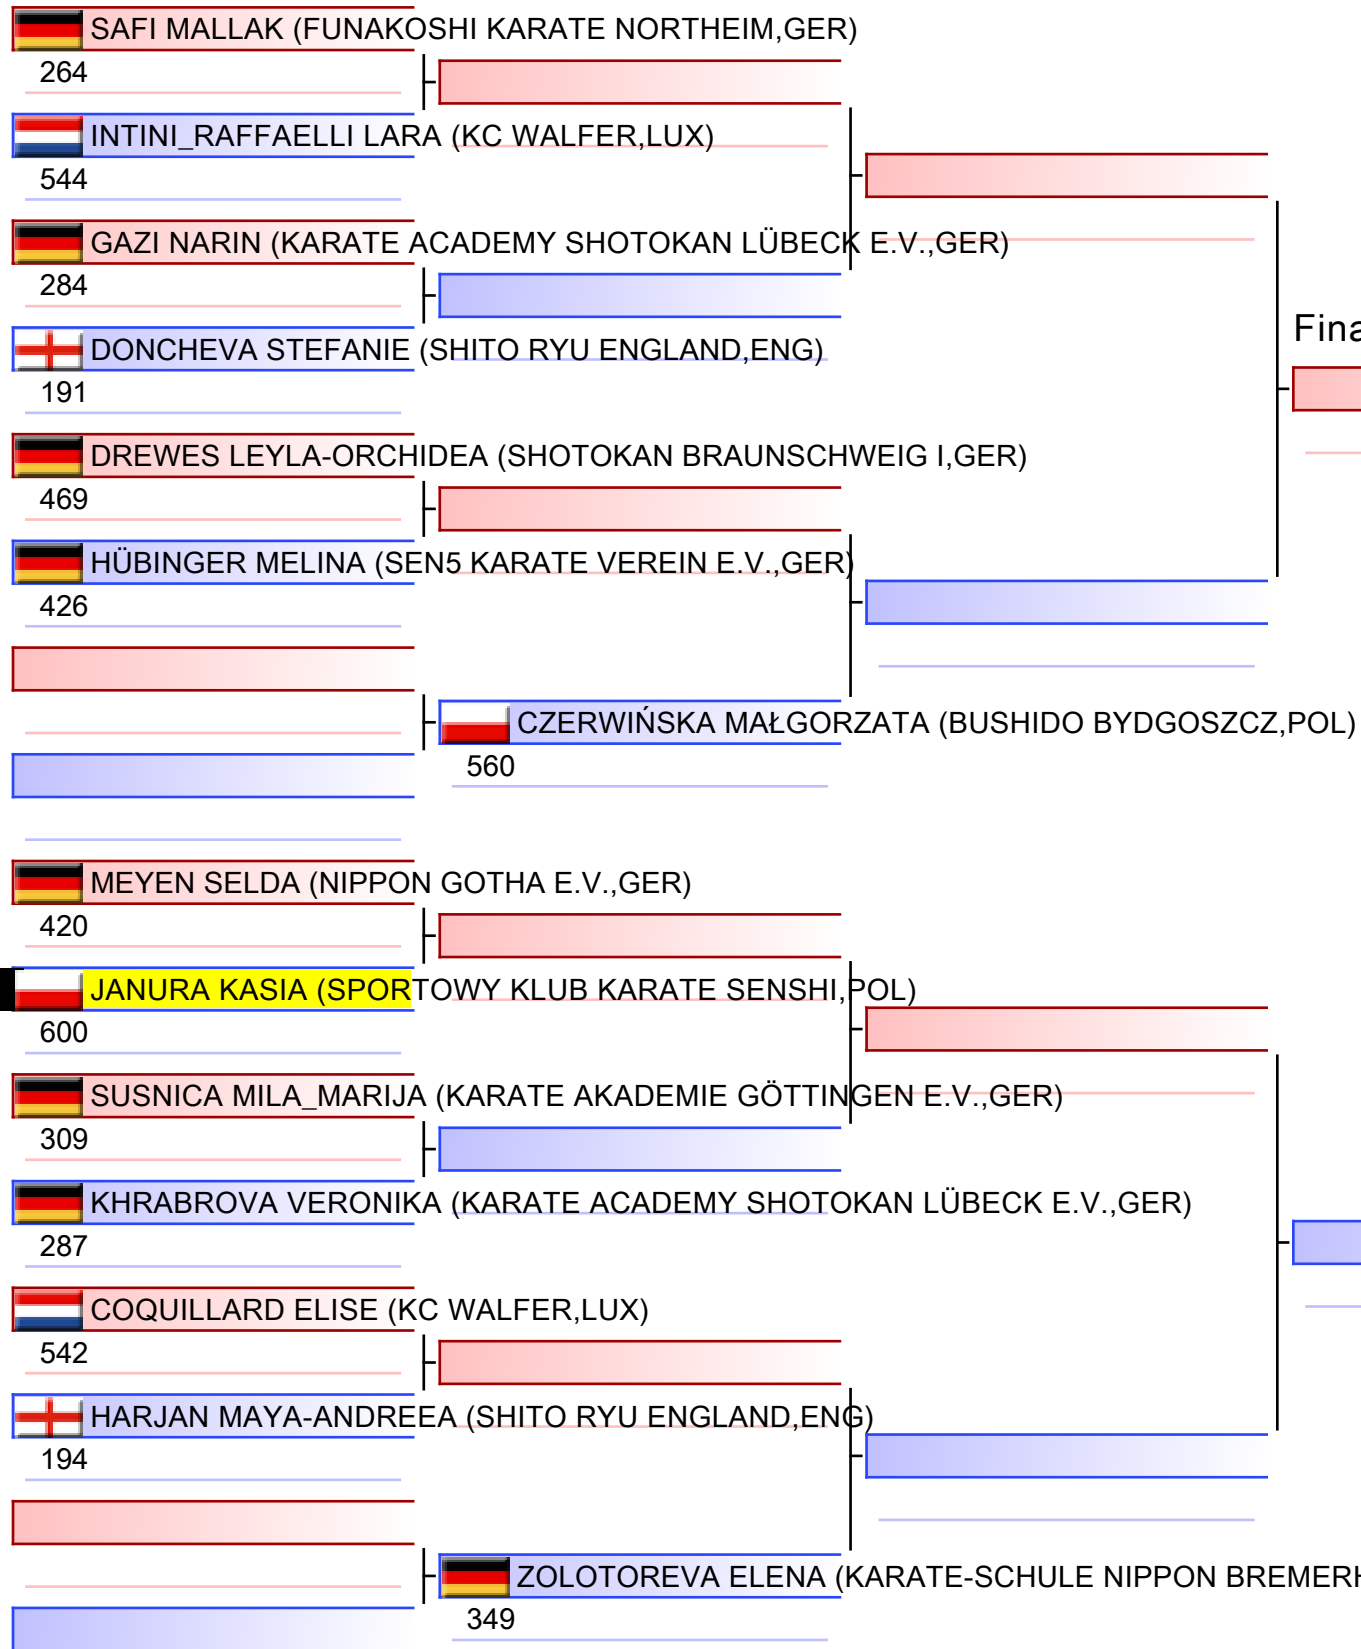 SAFI MALLAK (FUNAKOSHI KARATE NORTHEIM,GER)
264
INTINI_RAFFAELLI LARA (KC WALFER,LUX)
544
GAZI NARIN (KARATE ACADEMY SHOTOKAN LÜBECK E.V.,GER)
284
Fina
DONCHEVA STEFANIE (SHITO RYU ENGLAND,ENG)
191
DREWES LEYLA-ORCHIDEA (SHOTOKAN BRAUNSCHWEIG I,GER)
469
HÜBINGER MELINA (SEN5 KARATE VEREIN E.V.,GER)
426
CZERWIŃSKA MAŁGORZATA (BUSHIDO BYDGOSZCZ,POL)
560
MEYEN SELDA (NIPPON GOTHA E.V.,GER)
420
JANURA KASIA (SPORTOWY KLUB KARATE SENSHI,POL)
600
SUSNICA MILA_MARIJA (KARATE AKADEMIE GÖTTINGEN E.V.,GER)
309
KHRABROVA VERONIKA (KARATE ACADEMY SHOTOKAN LÜBECK E.V.,GER)
287
COQUILLARD ELISE (KC WALFER,LUX)
542
HARJAN MAYA-ANDREEA (SHITO RYU ENGLAND,ENG)
194
ZOLOTOREVA ELENA (KARATE-SCHULE NIPPON BREMERH
349